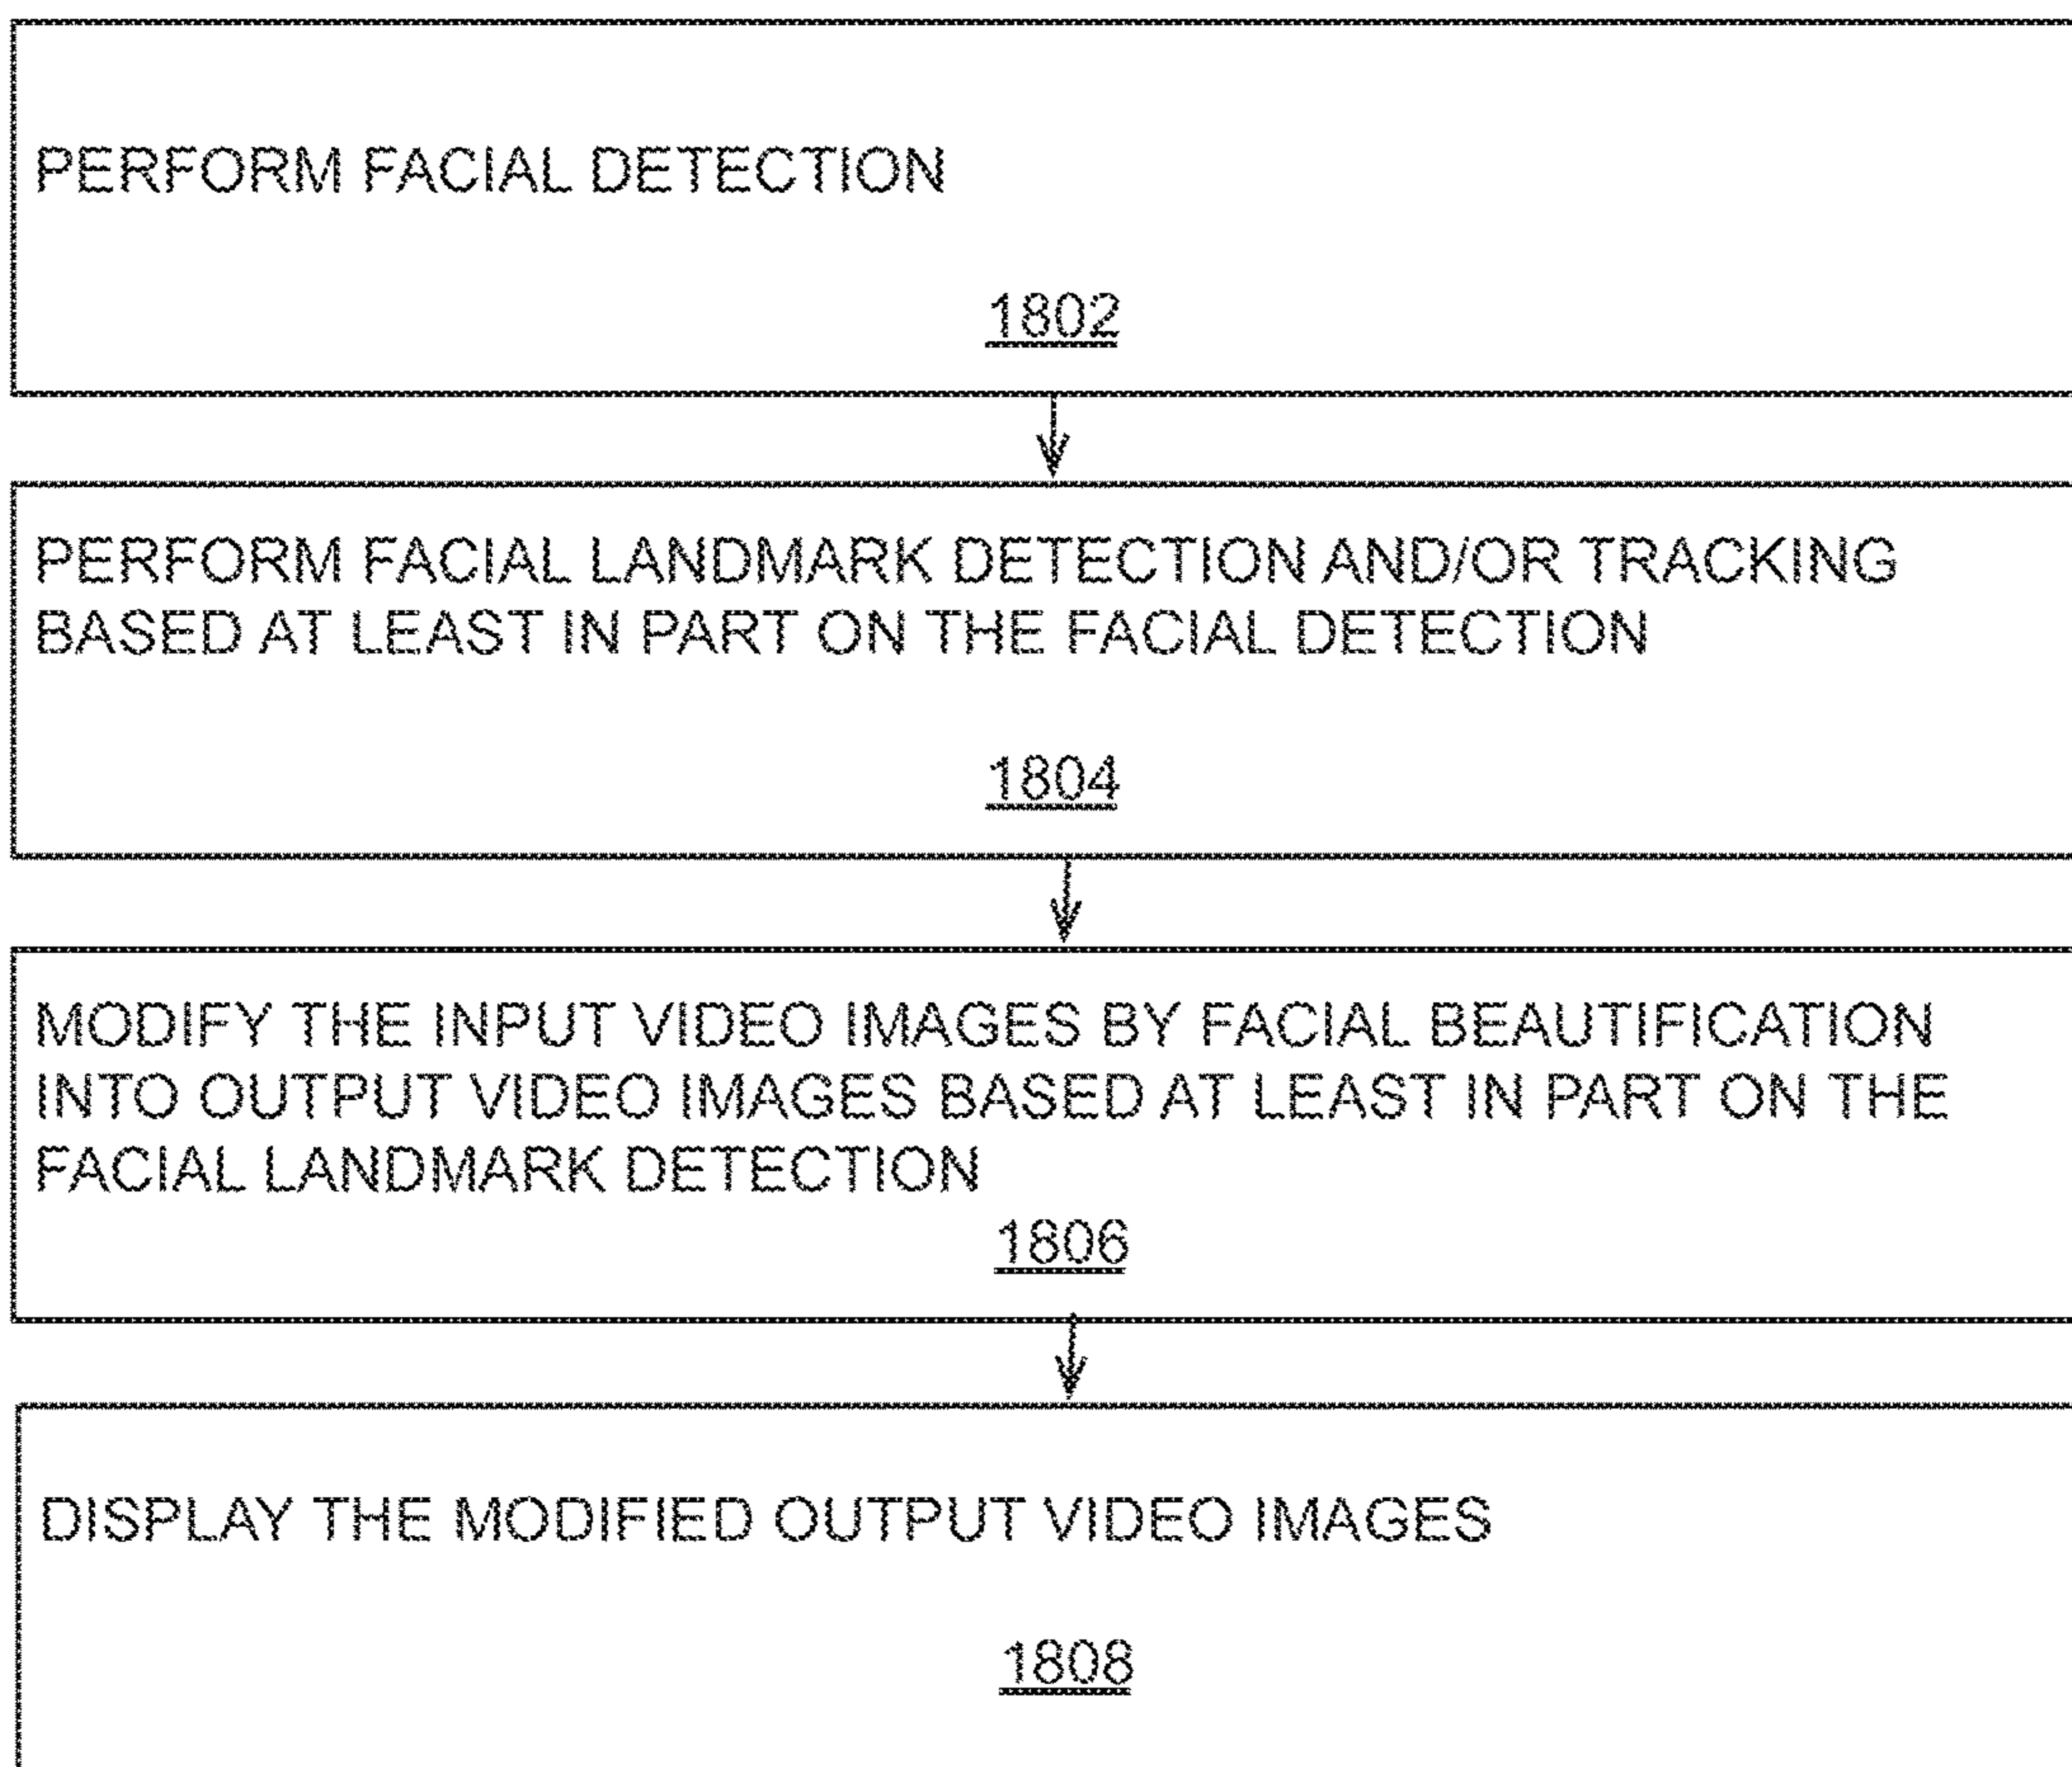 PERFORM FACIAL DETECTION
1802
PERFORM FACIAL LANDMARK DETECTION AND/OR TRACKING
BASED AT LEAST IN PART ON THE FACIAL DETECTION
1804
MODIFY THE INPUT VIDEO IMAGES BY FACIAL BEAUTIFICATION
INTO OUTPUT VIDEO IMAGES BASED AT LEAST IN PART ON THE
FACIAL LANDMARK DETECTION
1806
DISPLAY THE MODIFIED OUTPUT VIDEO IMAGES
1808